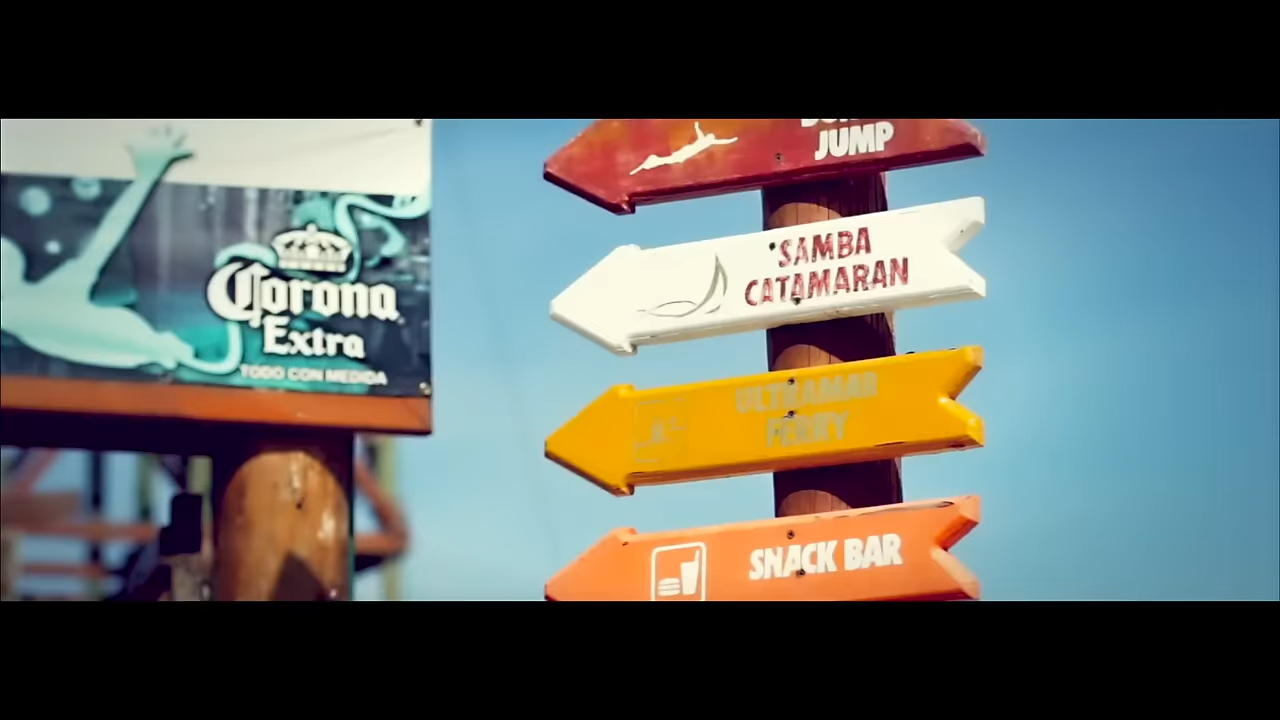 Corona
Extra
TODO CON MEDIDA
JUMP
SAMBA
CATAMARAN
ULTRAMAR
FERRY
SNACK BAR